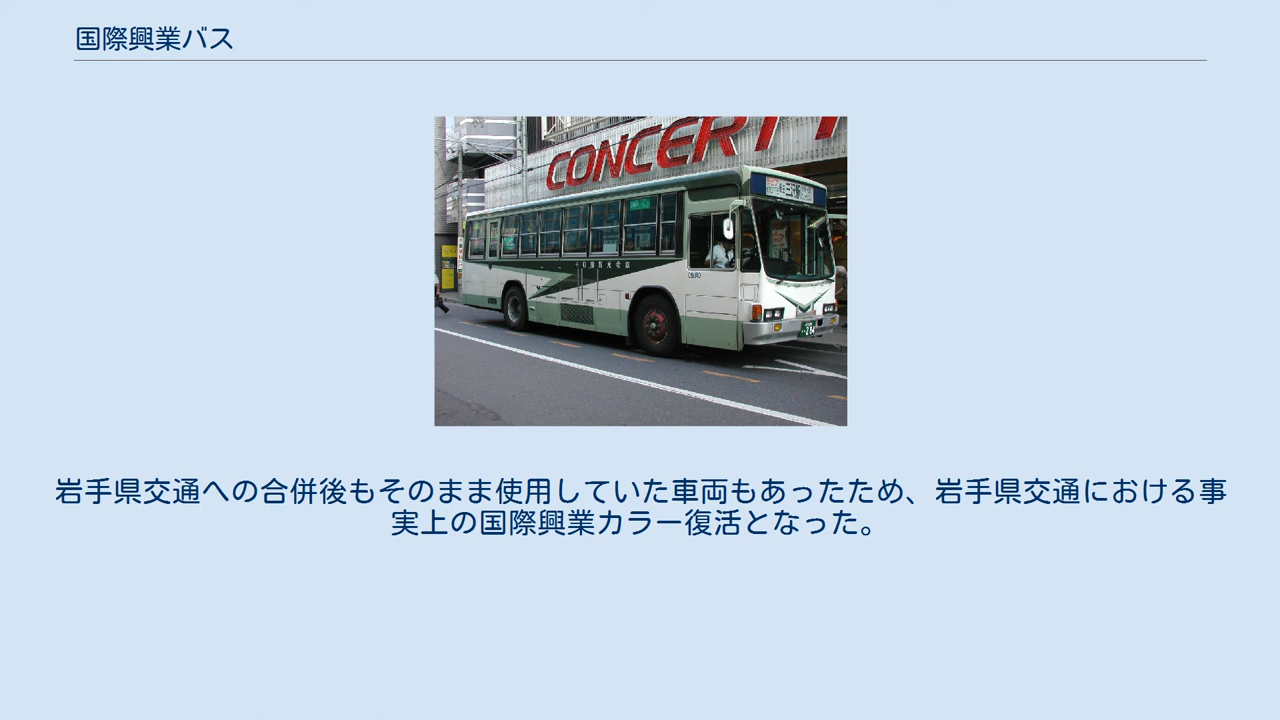 国際興業バス
CONCERT
岩手県交通への合併後もそのまま使用していた車両もあったため、岩手県交通における事
実上の国際興業カラー復活となった。